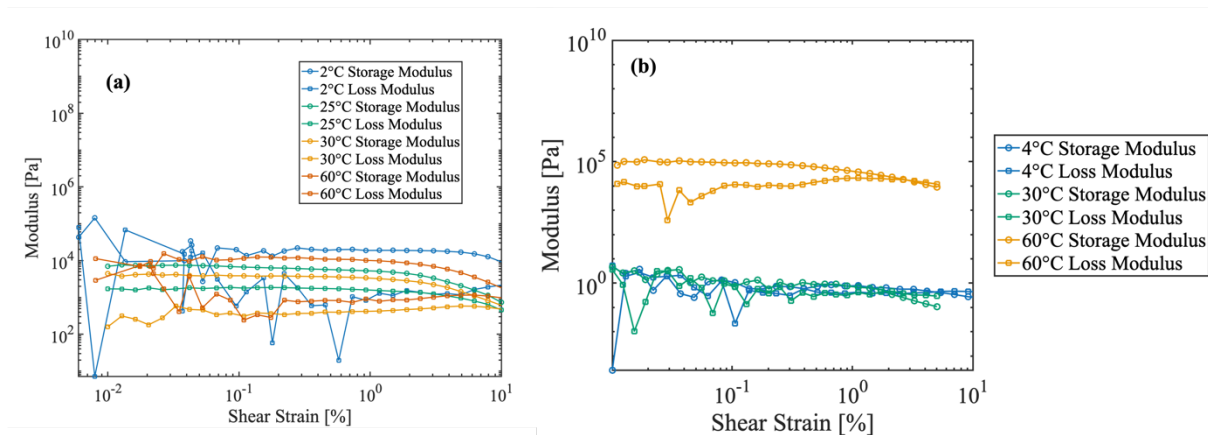 (a)
Modulus [Pa]
10^10
10^8
10^6
10^4
10^2
2°C Storage Modulus
2°C Loss Modulus
25°C Storage Modulus
25°C Loss Modulus
30°C Storage Modulus
30°C Loss Modulus
60°C Storage Modulus
60°C Loss Modulus
10^-2
10^-1
10^0
10^1
Shear Strain [%]
(b)
Modulus [Pa]
10^10
10^5
10^0
10^-1
10^0
10^1
Shear Strain [%]
4°C Storage Modulus
4°C Loss Modulus
30°C Storage Modulus
30°C Loss Modulus
60°C Storage Modulus
60°C Loss Modulus